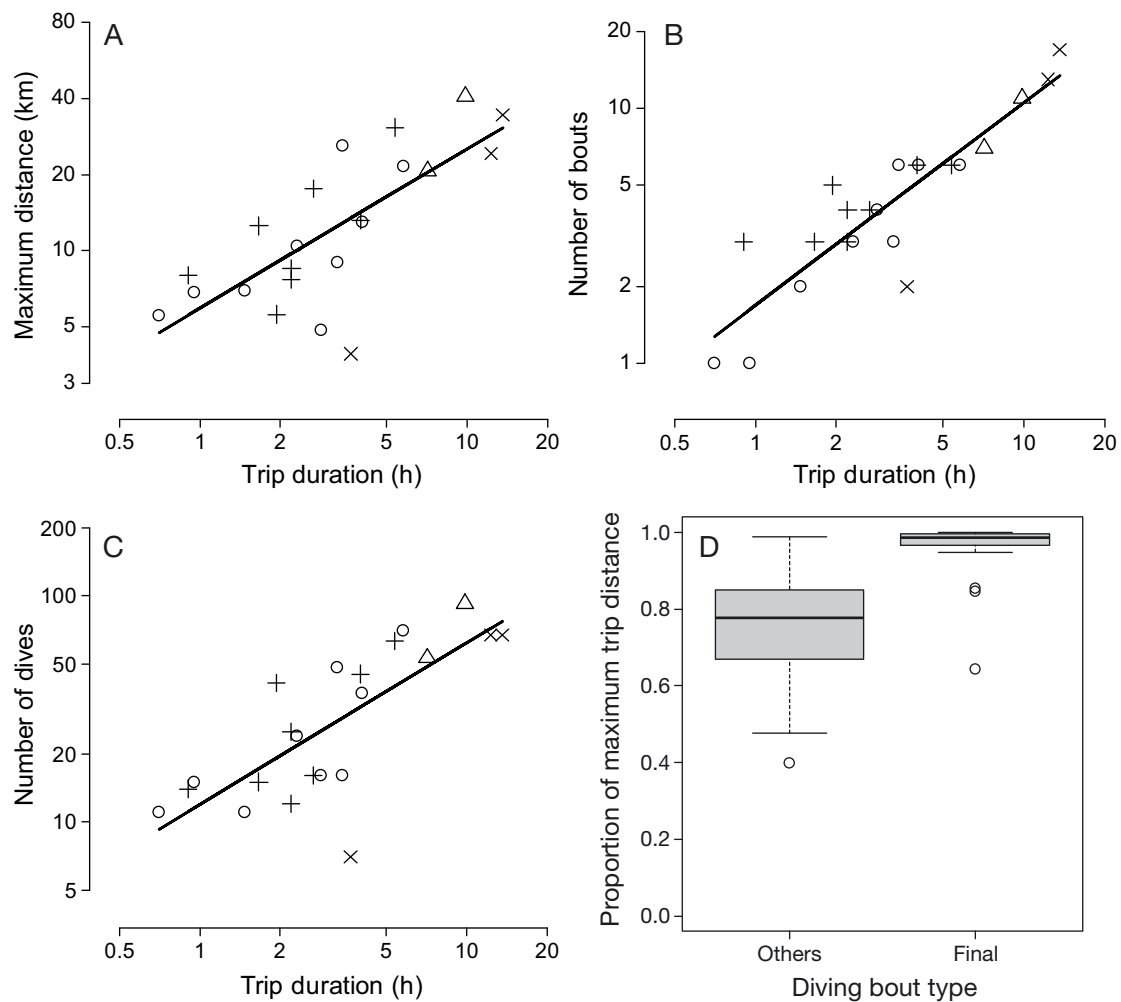 A
Maximum distance (km)
80
40
20
10
5
3
0.5 1 2 5 10 20
Trip duration (h)
B
Number of bouts
20
10
5
2
1
0.5 1 2 5 10 20
Trip duration (h)
C
Number of dives
200
100
50
20
10
5
0.5 1 2 5 10 20
Trip duration (h)
D
Proportion of maximum trip distance
1.0
0.8
0.6
0.4
0.2
0.0
Others Final
Diving bout type